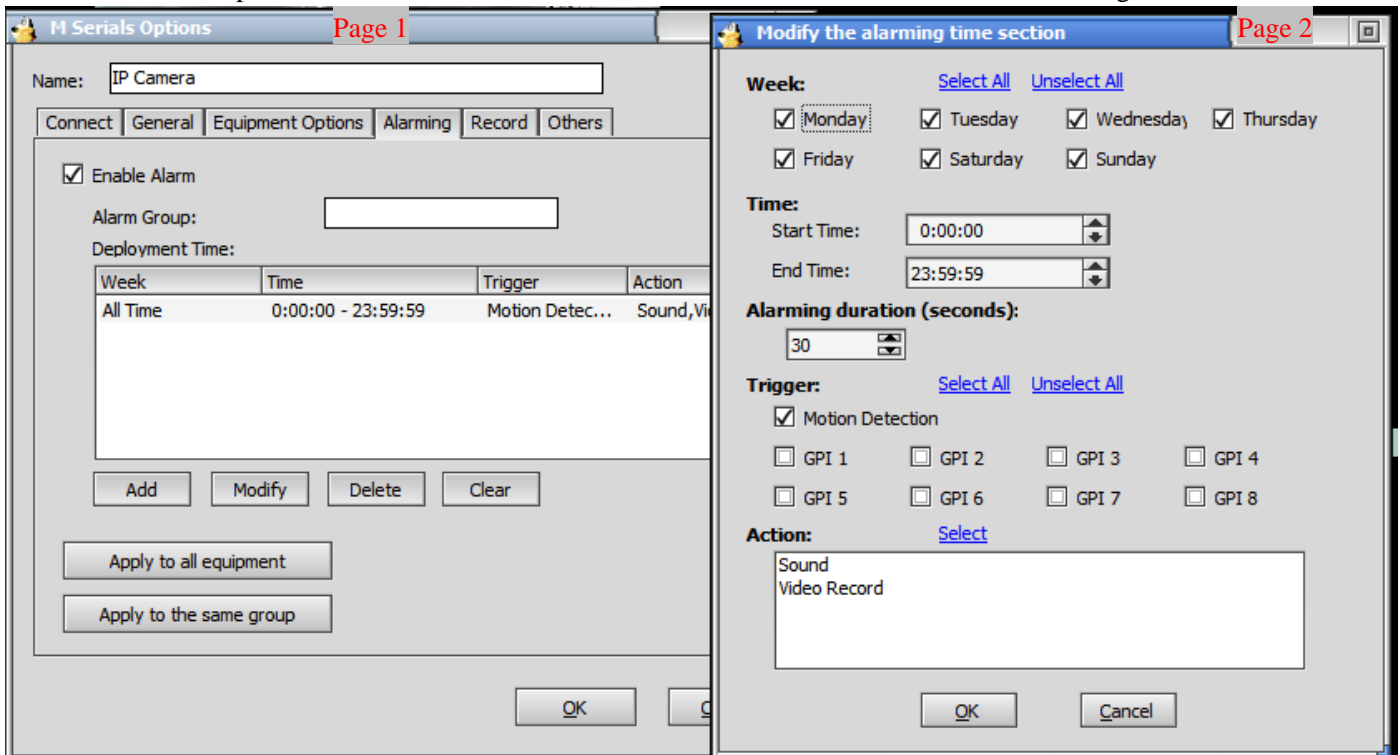 M Serials Options Page 1
Name: IP Camera
Connect General Equipment Options Alarming Record Others
Enable Alarm
Alarm Group:
Deployment Time:
Week Time Trigger Action
All Time 0:00:00 - 23:59:59 Motion Detec... Sound,Vi
Add Modify Delete Clear
Apply to all equipment
Apply to the same group
OK
Modify the alarming time section Page 2
Week: Select All Unselect All
Monday Tuesday Wednesday Thursday
Friday Saturday Sunday
Time:
Start Time: 0:00:00
End Time: 23:59:59
Alarming duration (seconds):
30
Trigger: Select All Unselect All
Motion Detection
GPI 1 GPI 2 GPI 3 GPI 4
GPI 5 GPI 6 GPI 7 GPI 8
Action: Select
Sound
Video Record
OK Cancel